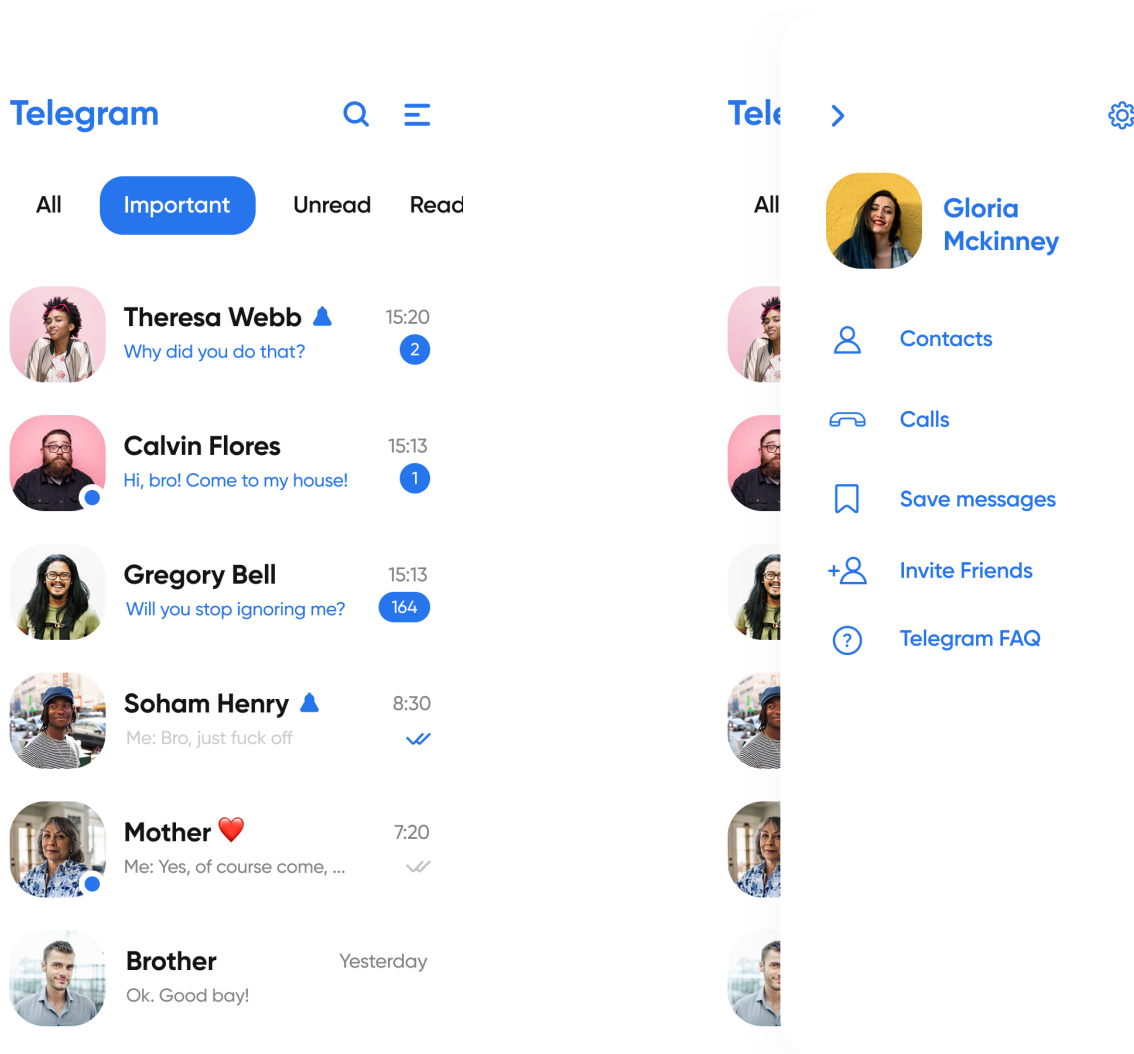 Telegram
All Important Unread Read
Theresa Webb 15:20
Why did you do that? 2
Calvin Flores 15:13
Hi, bro! Come to my house! 1
Gregory Bell 15:13
Will you stop ignoring me? 164
Soham Henry 8:30
Me: Bro, just fuck off
Mother ❤️ 7:20
Me: Yes, of course come, ...
Brother Yesterday
Ok. Good bay!
Tele
All
Gloria
Mckinney
Contacts
Calls
Save messages
Invite Friends
? Telegram FAQ